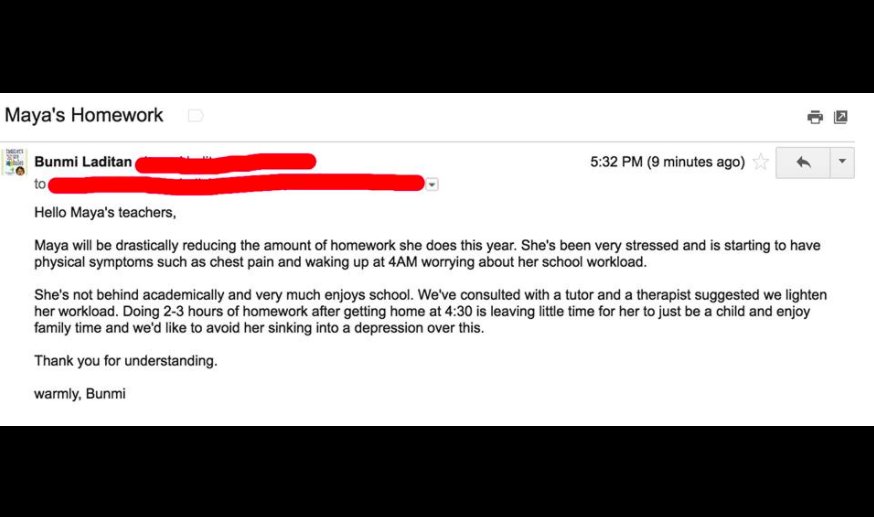 Maya's Homework
Bunmi Laditan
5:32 PM (9 minutes ago)
to
Hello Maya's teachers,
Maya will be drastically reducing the amount of homework she does this year. She's been very stressed and is starting to have
physical symptoms such as chest pain and waking up at 4AM worrying about her school workload.
She's not behind academically and very much enjoys school. We've consulted with a tutor and a therapist suggested we lighten
her workload. Doing 2-3 hours of homework after getting home at 4:30 is leaving little time for her to just be a child and enjoy
family time and we'd like to avoid her sinking into a depression over this.
Thank you for understanding.
warmly, Bunmi